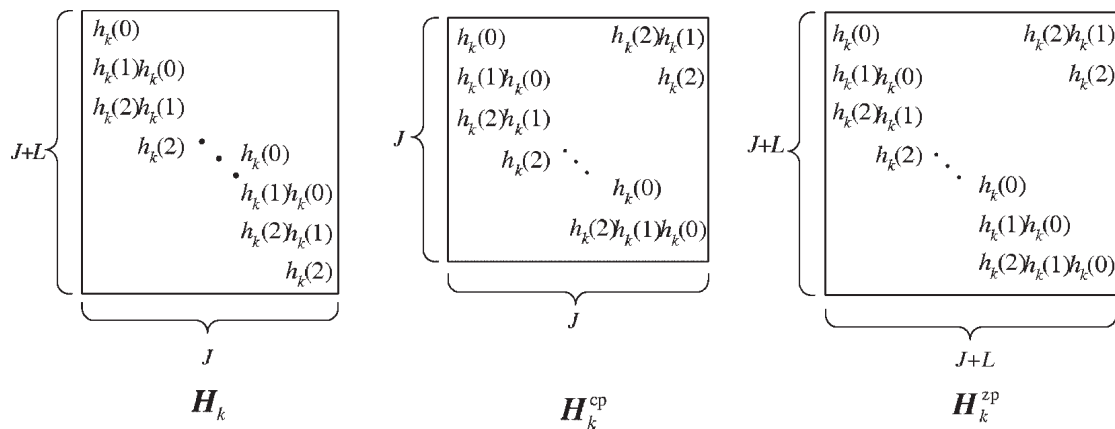 h_k(0)
h_k(1)h_k(0)
h_k(2)h_k(1)
h_k(2)
h_k(0)
h_k(1)h_k(0)
h_k(2)h_k(1)
h_k(2)
J+L
J
H_k
h_k(0) h_k(2)h_k(1)
h_k(1)h_k(0) h_k(2)
h_k(2)h_k(1)
h_k(2)
h_k(0)
h_k(2)h_k(1)h_k(0)
J
J
H_k^cp
h_k(0) h_k(2)h_k(1)
h_k(1)h_k(0) h_k(2)
h_k(2)h_k(1)
h_k(2)
h_k(0)
h_k(1)h_k(0)
h_k(2)h_k(1)h_k(0)
J+L
J+L
H_k^zp